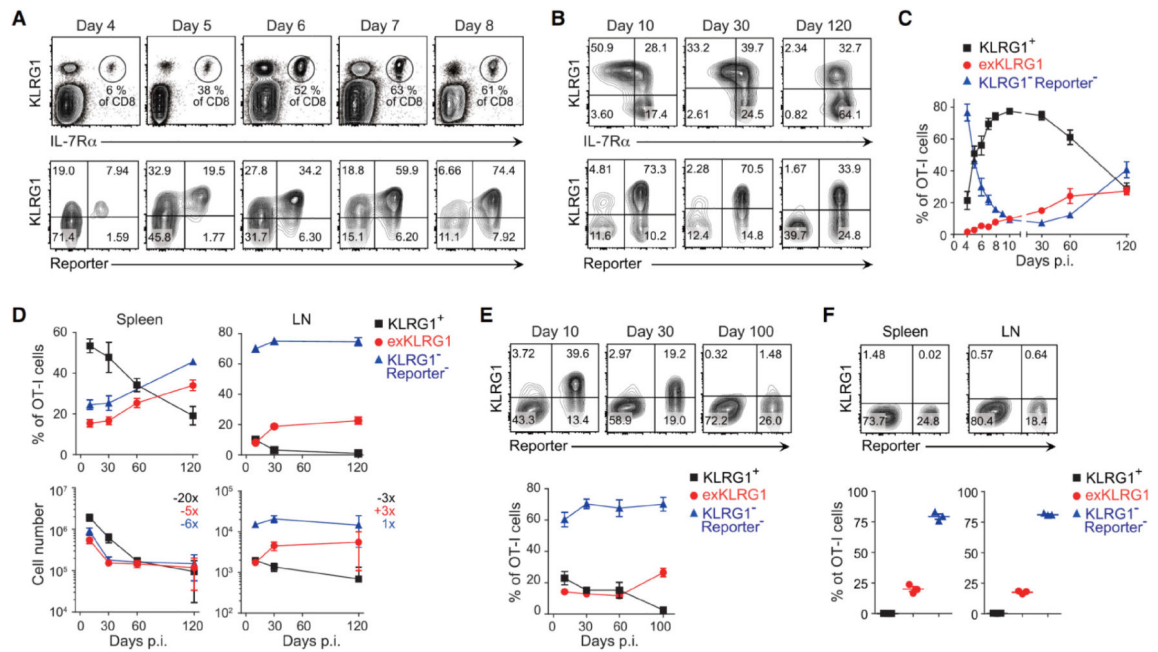 A
Day 4 Day 5 Day 6 Day 7 Day 8
KLRG1
6 % of CD8
38 % of CD8
52 % of CD8
63 % of CD8
61 % of CD8
IL-7Rα
KLRG1
19.0 7.94 32.9 19.5 27.8 34.2 18.8 59.9 6.66 74.4
71.4 1.59 45.8 1.77 31.7 6.30 15.1 6.20 11.1 7.92
Reporter
B
Day 10 Day 30 Day 120
KLRG1
50.9 28.1 33.2 39.7 2.34 32.7
3.60 17.4 2.61 24.5 0.82 64.1
IL-7Rα
KLRG1
4.81 73.3 2.28 70.5 1.67 33.9
11.6 10.2 12.4 14.8 39.7 24.8
Reporter
C
KLRG1⁺
exKLRG1
KLRG1⁻Reporter⁻
% of OT-I cells
80
60
40
20
0
0 4 6 8 10 30 60 120
Days p.i.
D
Spleen LN
KLRG1⁺
exKLRG1
KLRG1⁻
Reporter⁻
% of OT-I cells
60
40
20
0
80
60
40
20
0
0 30 60 120
0 30 60 120
Cell number
10⁷
10⁶
10⁵
10⁴
-20x
-5x
-6x
10⁵
10⁴
10³
10²
-3x
+3x
1x
0 30 60 120
0 30 60 120
Days p.i. Days p.i.
E
Day 10 Day 30 Day 100
KLRG1
3.72 39.6 2.97 19.2 0.32 1.48
43.3 13.4 58.9 19.0 72.2 26.0
Reporter
KLRG1⁺
exKLRG1
KLRG1⁻
Reporter⁻
% of OT-I cells
80
60
40
20
0
0 20 40 60 80 100
Days p.i.
F
Spleen LN
KLRG1
1.48 0.02 0.57 0.64
73.7 24.8 80.4 18.4
Reporter
KLRG1⁺
exKLRG1
KLRG1⁻
Reporter⁻
% of OT-I cells
100
75
50
25
0
100
75
50
25
0